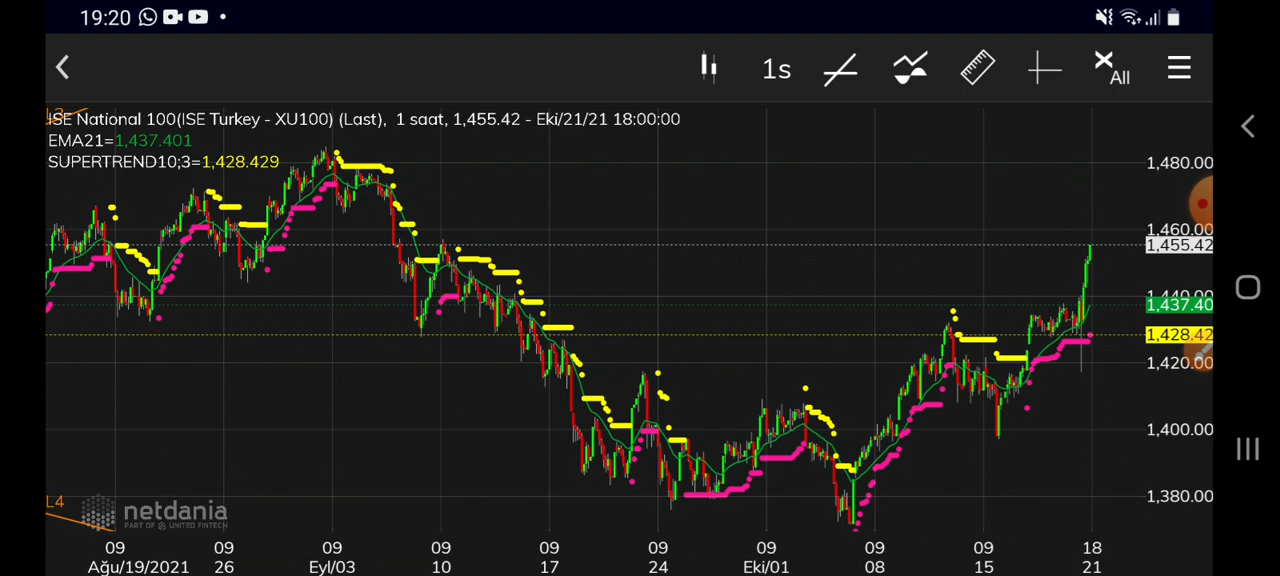 19:20
1s
All
L3
ISE National 100(ISE Turkey - XU100) (Last), 1 saat, 1,455.42 - Eki/21/21 18:00:00
EMA21=1,437.401
SUPERTREND10;3=1,428.429
1,480.00
1,460.00
1,455.42
1,440.00
1,437.40
1,428.42
1,420.00
1,400.00
1,380.00
L4
netdania
PART OF UNITED FINTECH
09 09 09 09 09 09 09 09 09 18
Ağu/19/2021 26 Eyl/03 10 17 24 Eki/01 08 15 21